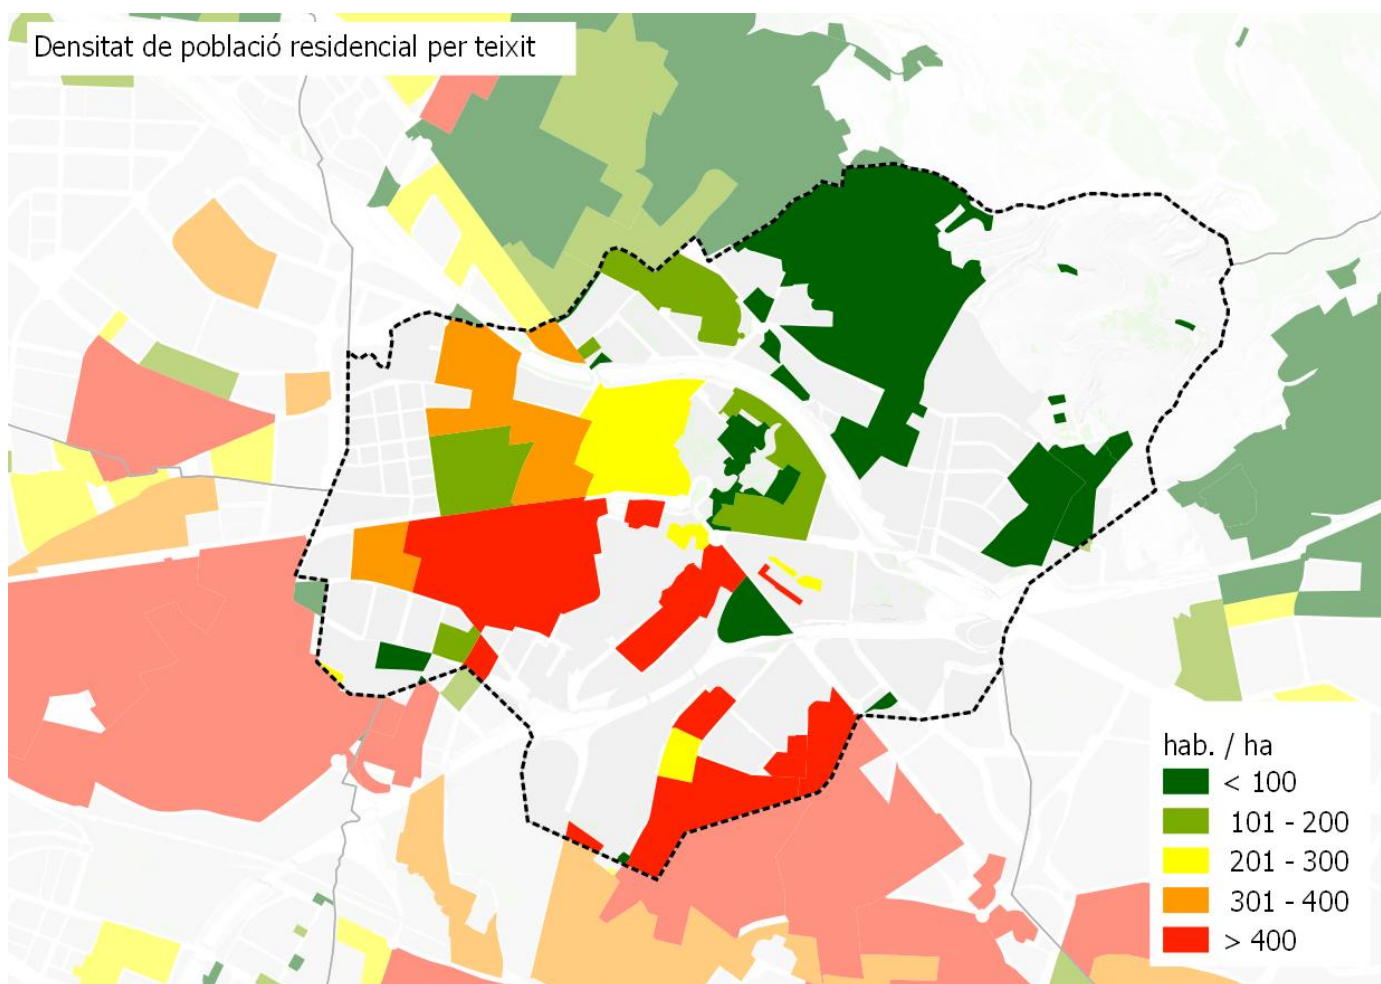 Densitat de població residencial per teixit
hab. / ha
< 100
101 - 200
201 - 300
301 - 400
> 400